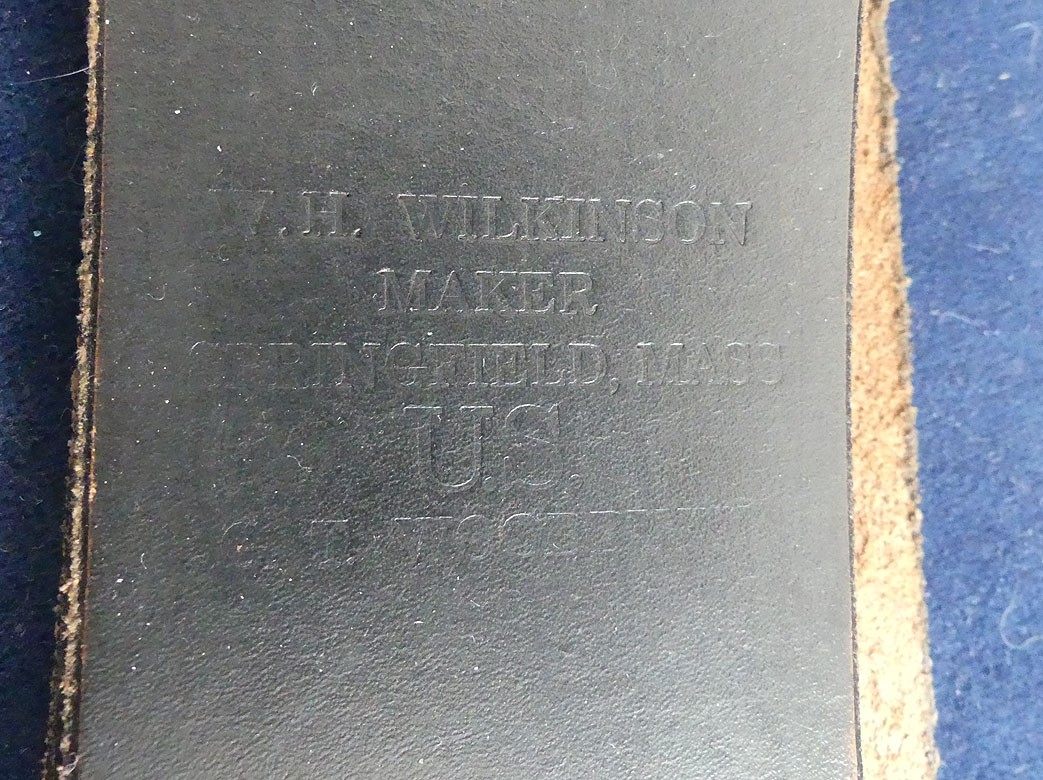 W.H. WILKINSON
MAKER
SPRINGFIELD, MASS
U.S.